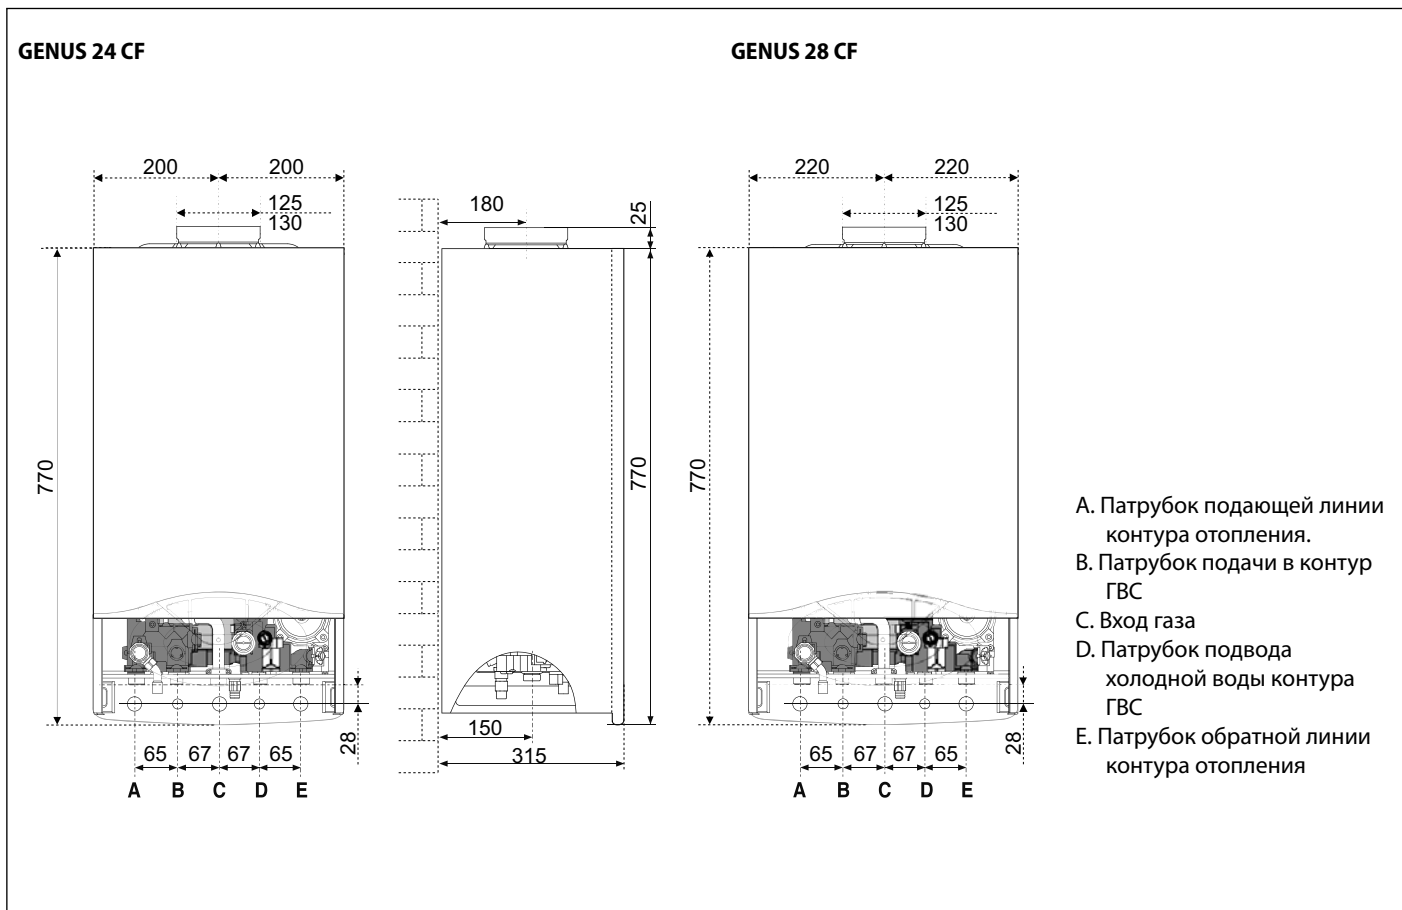 GENUS 24 CF
GENUS 28 CF
200 200
125
130
770
180
25
770
150
315
65 67 67 65
28
A B C D E
220 220
125
130
770
65 67 67 65
28
A B C D E
A. Патрубок подающей линии
контура отопления.
B. Патрубок подачи в контур
ГВС
C. Вход газа
D. Патрубок подвода
холодной воды контура
ГВС
E. Патрубок обратной линии
контура отопления